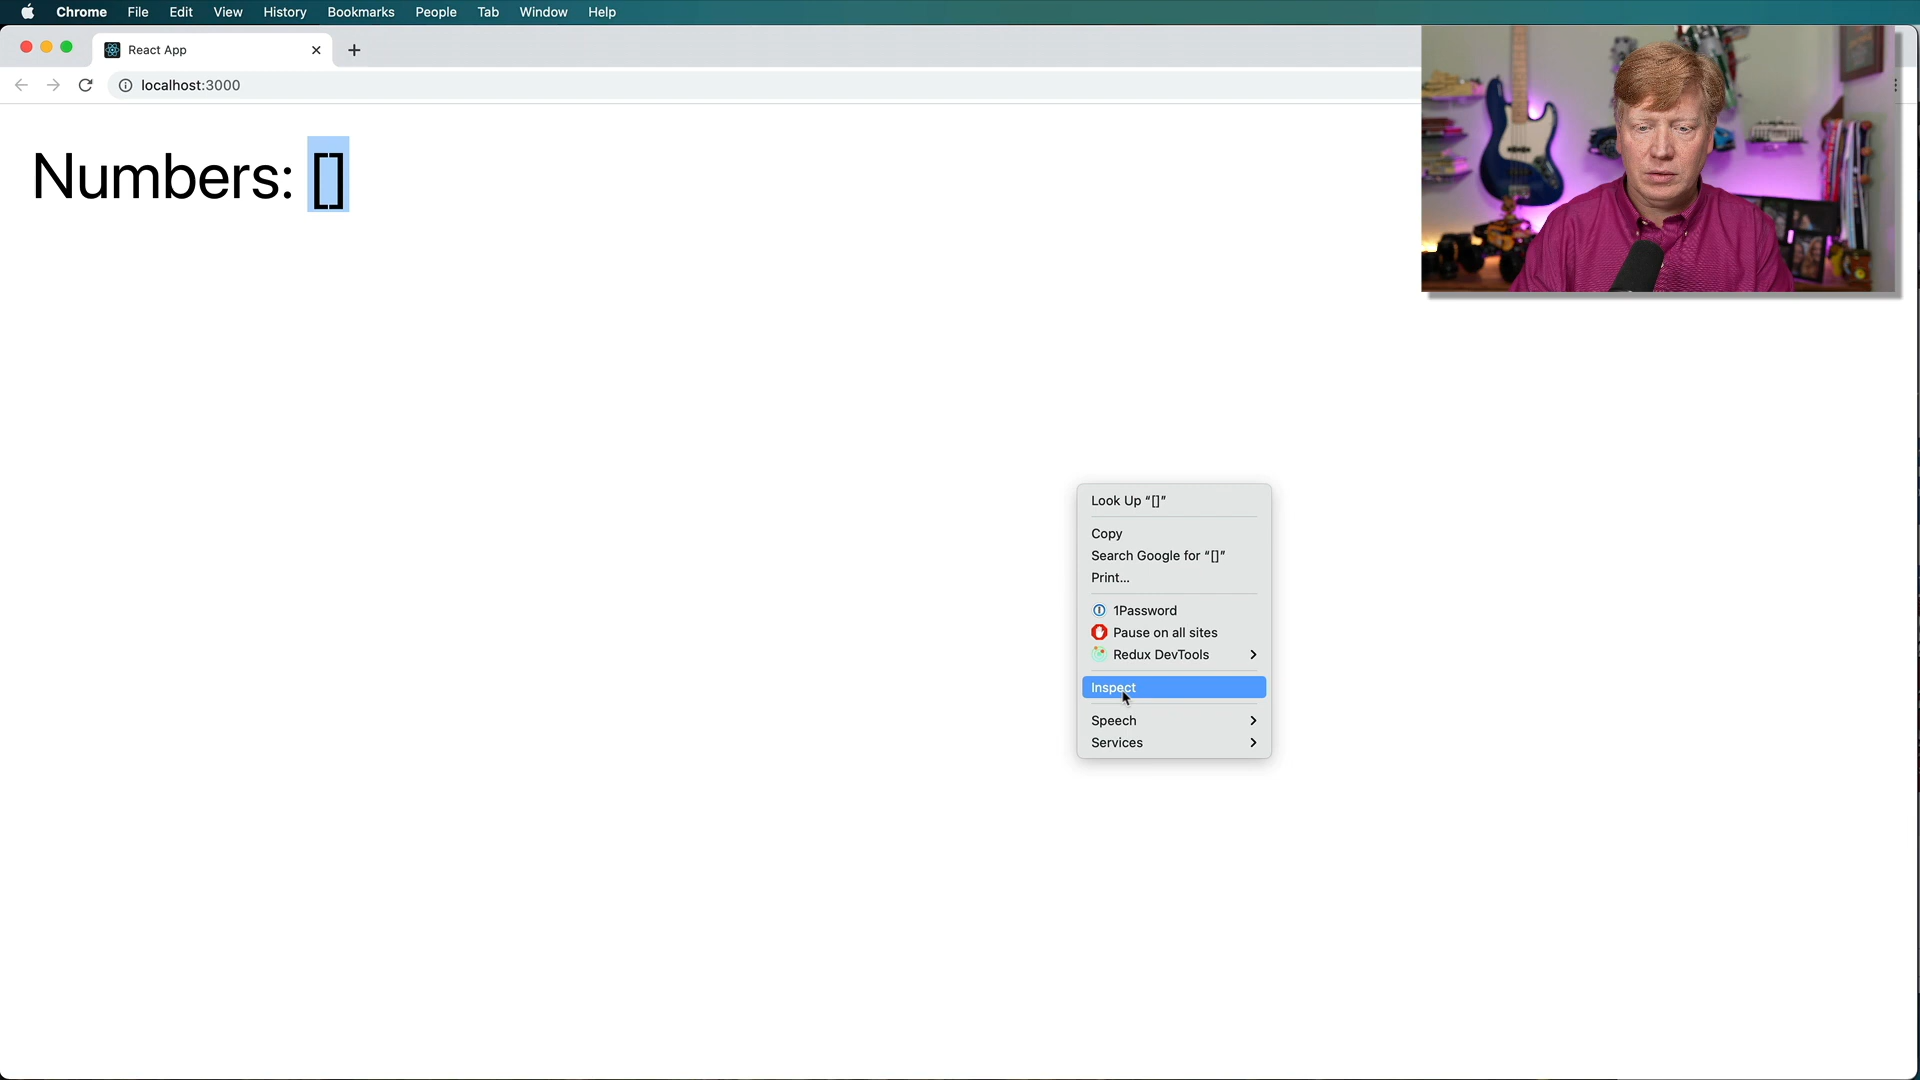 Chrome File Edit View History Bookmarks People Tab Window Help
React App
localhost:3000
Numbers: []
Look Up “[]”
Copy
Search Google for “[]”
Print...
1Password
Pause on all sites
Redux DevTools
Inspect
Speech
Services